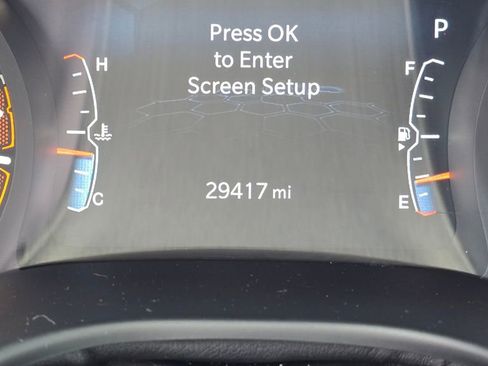 Press OK
to Enter
Screen Setup
P
H
F
C
29417 mi
E